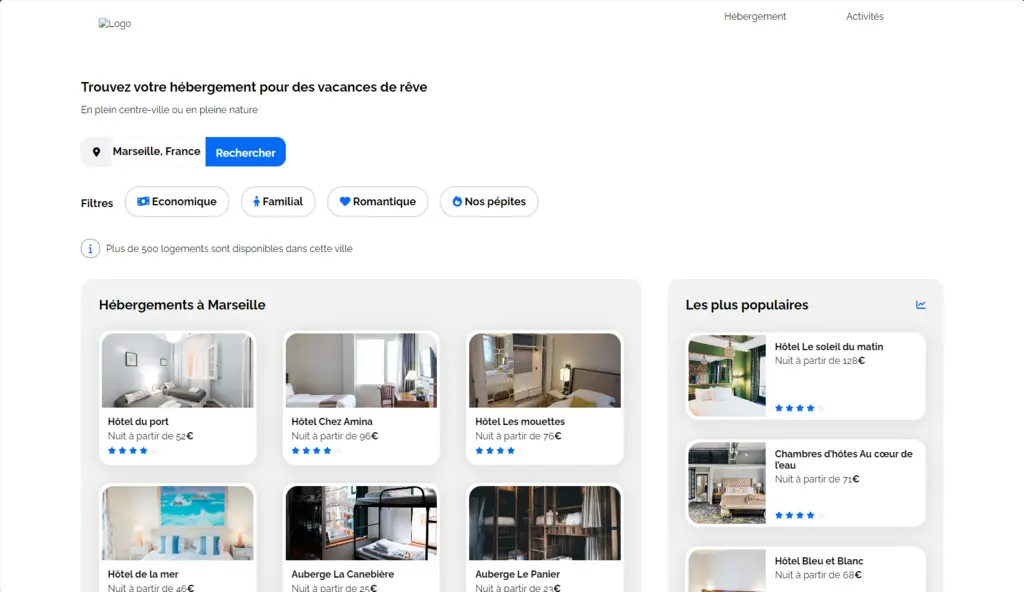 Logo
Hébergement
Activités
Trouvez votre hébergement pour des vacances de rêve
En plein centre-ville ou en pleine nature
Marseille, France
Rechercher
Filtres
Economique
Familial
Romantique
Nos pépites
Plus de 500 logements sont disponibles dans cette ville
Hébergements à Marseille
Hôtel du port
Nuit à partir de 52€
Hôtel Chez Amina
Nuit à partir de 96€
Hôtel Les mouettes
Nuit à partir de 76€
Hôtel de la mer
Nuit à partir de 46€
Auberge La Canebière
Nuit à partir de 25€
Auberge Le Panier
Nuit à partir de 23€
Les plus populaires
Hôtel Le soleil du matin
Nuit à partir de 128€
Chambres d'hôtes Au cœur de
l'eau
Nuit à partir de 71€
Hôtel Bleu et Blanc
Nuit à partir de 68€